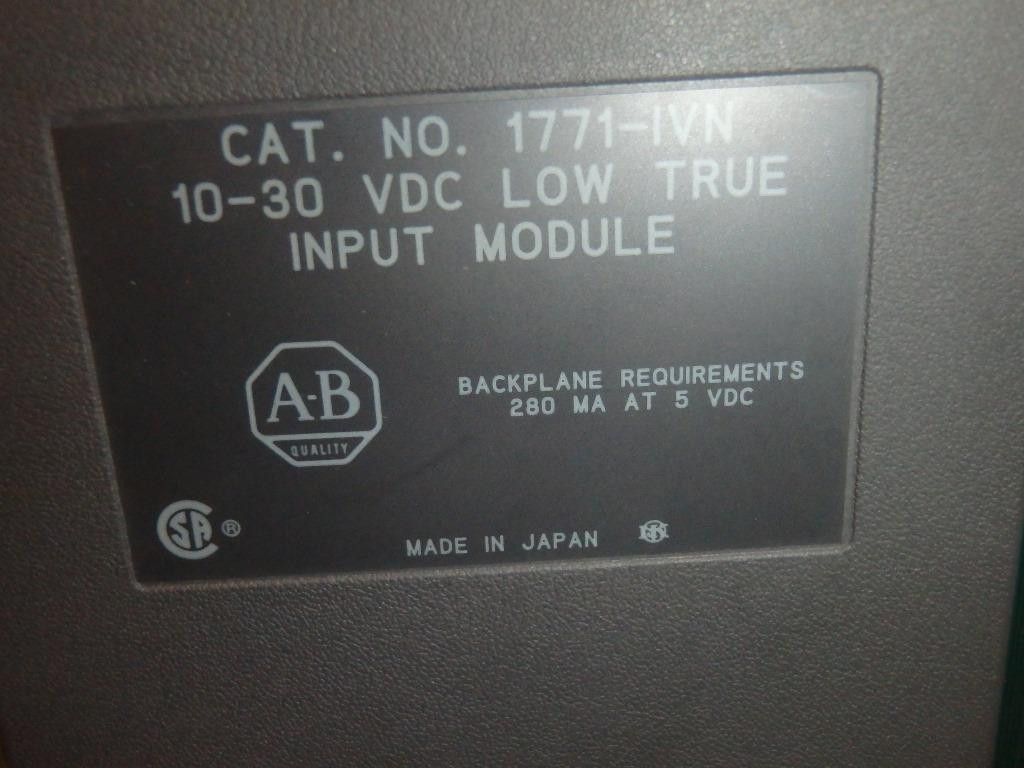 CAT. NO. 1771-IVN
10-30 VDC LOW TRUE
INPUT MODULE
A-B
QUALITY
BACKPLANE REQUIREMENTS
280 MA AT 5 VDC
SA ®
MADE IN JAPAN